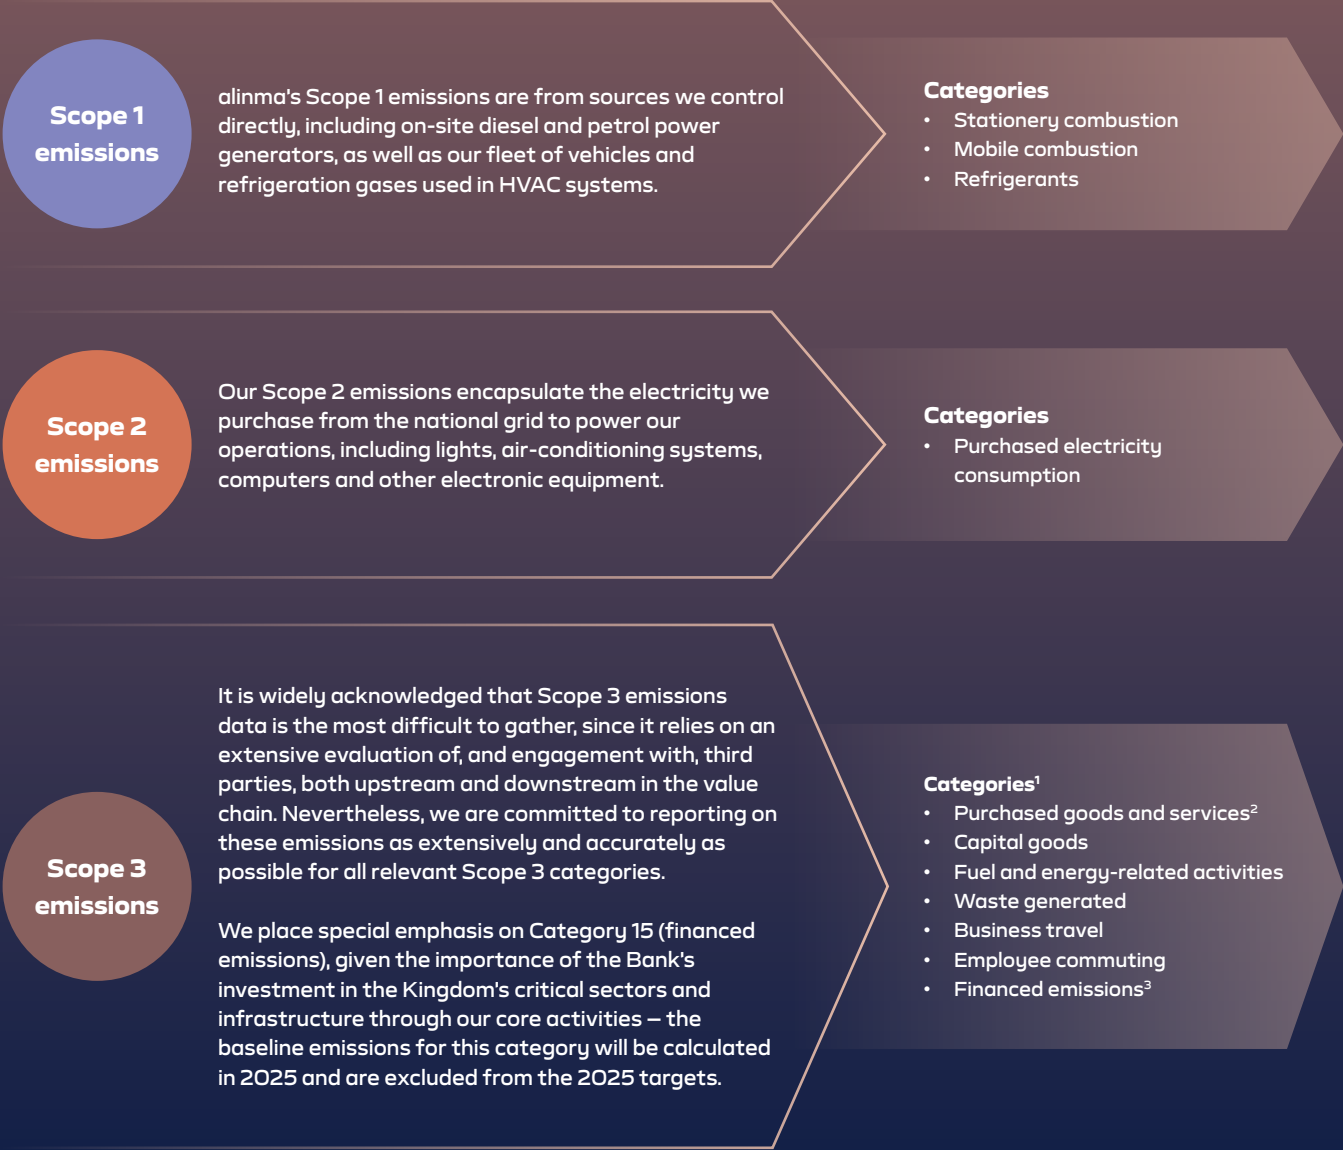 Scope 1
emissions
alinma's Scope 1 emissions are from sources we control
directly, including on-site diesel and petrol power
generators, as well as our fleet of vehicles and
refrigeration gases used in HVAC systems.
Categories
• Stationery combustion
• Mobile combustion
• Refrigerants
Scope 2
emissions
Our Scope 2 emissions encapsulate the electricity we
purchase from the national grid to power our
operations, including lights, air-conditioning systems,
computers and other electronic equipment.
Categories
• Purchased electricity
consumption
Scope 3
emissions
It is widely acknowledged that Scope 3 emissions
data is the most difficult to gather, since it relies on an
extensive evaluation of, and engagement with, third
parties, both upstream and downstream in the value
chain. Nevertheless, we are committed to reporting on
these emissions as extensively and accurately as
possible for all relevant Scope 3 categories.
We place special emphasis on Category 15 (financed
emissions), given the importance of the Bank's
investment in the Kingdom's critical sectors and
infrastructure through our core activities – the
baseline emissions for this category will be calculated
in 2025 and are excluded from the 2025 targets.
Categories¹
• Purchased goods and services²
• Capital goods
• Fuel and energy-related activities
• Waste generated
• Business travel
• Employee commuting
• Financed emissions³